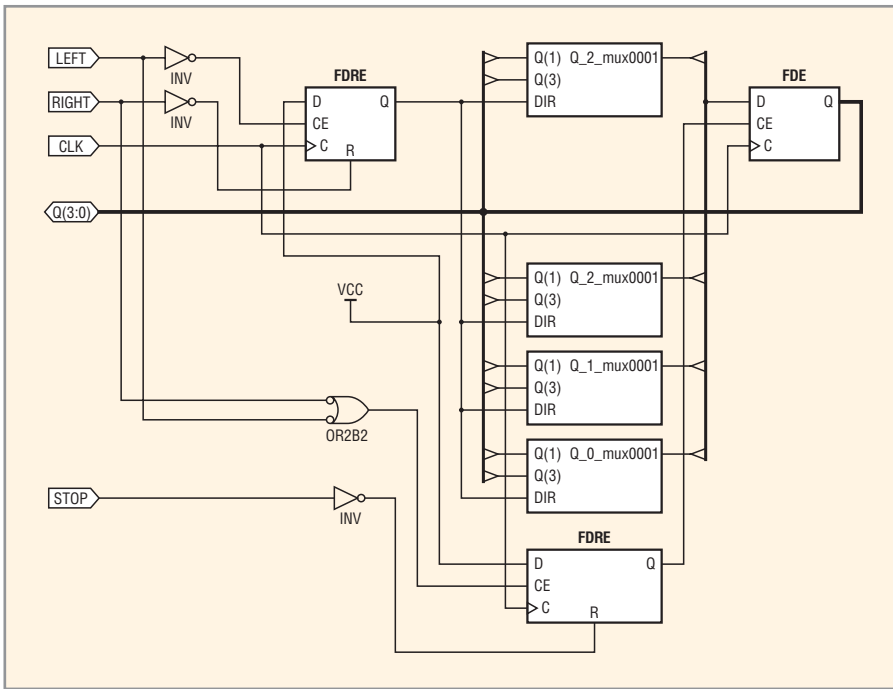 LEFT
INV
RIGHT
INV
CLK
Q(3:0)
FDRE
D Q
CE
C
R
Q(1) Q_2_mux0001
Q(3)
DIR
FDE
D Q
CE
C
VCC
Q(1) Q_2_mux0001
Q(3)
DIR
Q(1) Q_1_mux0001
Q(3)
DIR
OR2B2
Q(1) Q_0_mux0001
Q(3)
DIR
STOP
INV
FDRE
D Q
CE
C
R